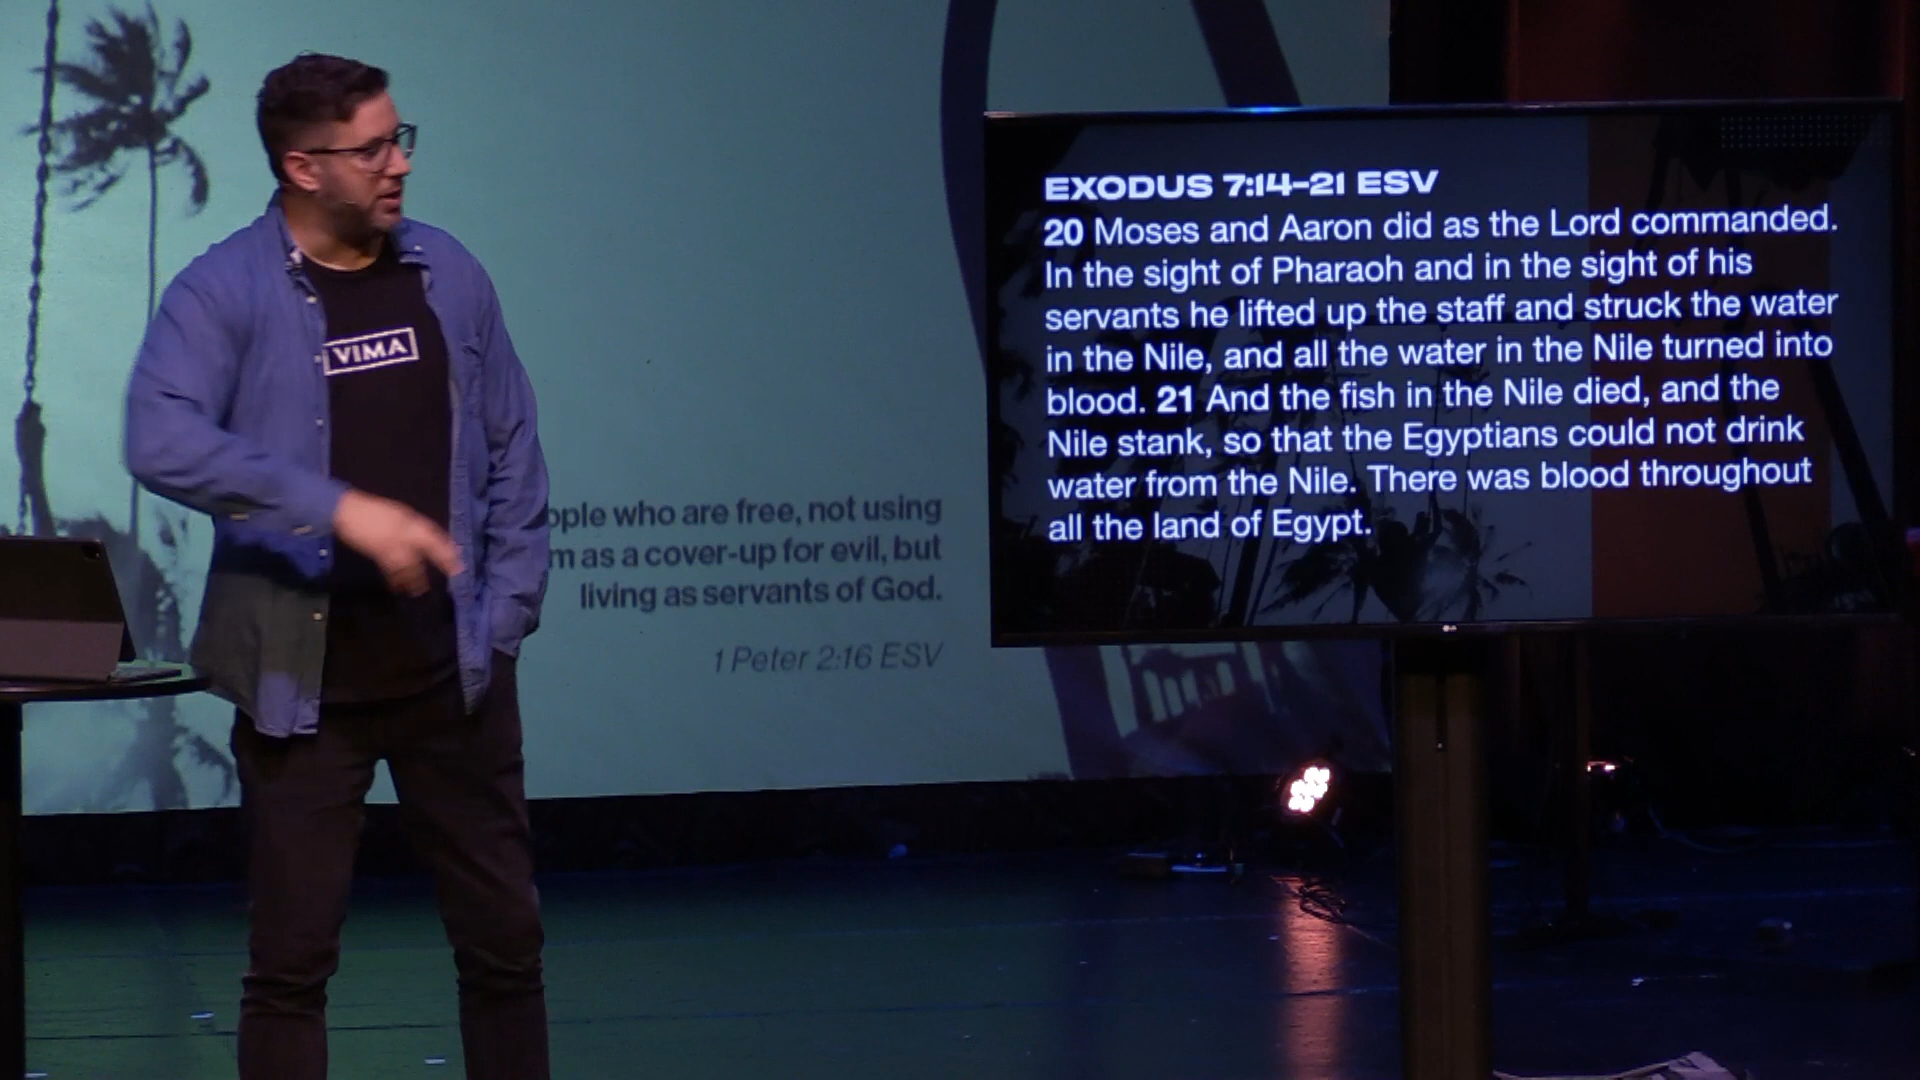 VIMA
ople who are free, not using
m as a cover-up for evil, but
living as servants of God.
1 Peter 2:16 ESV
EXODUS 7:14-21 ESV
20 Moses and Aaron did as the Lord commanded.
In the sight of Pharaoh and in the sight of his
servants he lifted up the staff and struck the water
in the Nile, and all the water in the Nile turned into
blood. 21 And the fish in the Nile died, and the
Nile stank, so that the Egyptians could not drink
water from the Nile. There was blood throughout
all the land of Egypt.